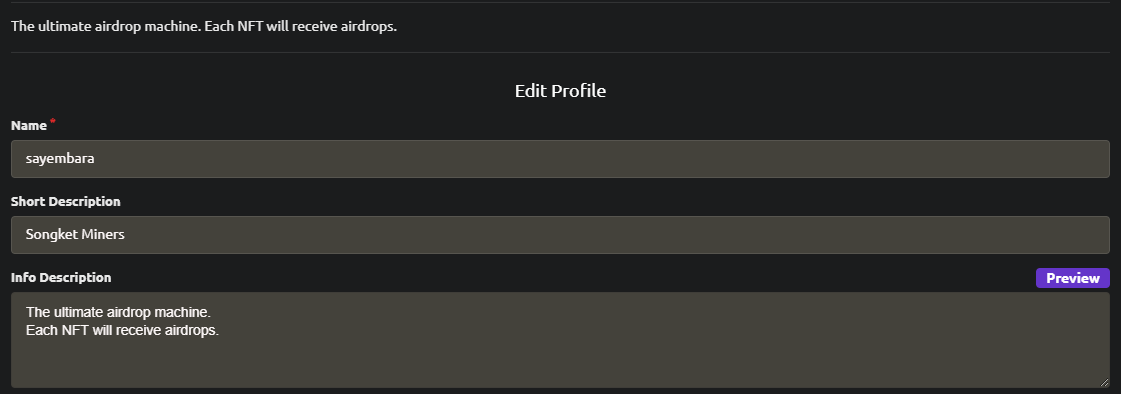 The ultimate airdrop machine. Each NFT will receive airdrops.
Edit Profile
Name *
sayembara
Short Description
Songket Miners
Info Description
Preview
The ultimate airdrop machine.
Each NFT will receive airdrops.